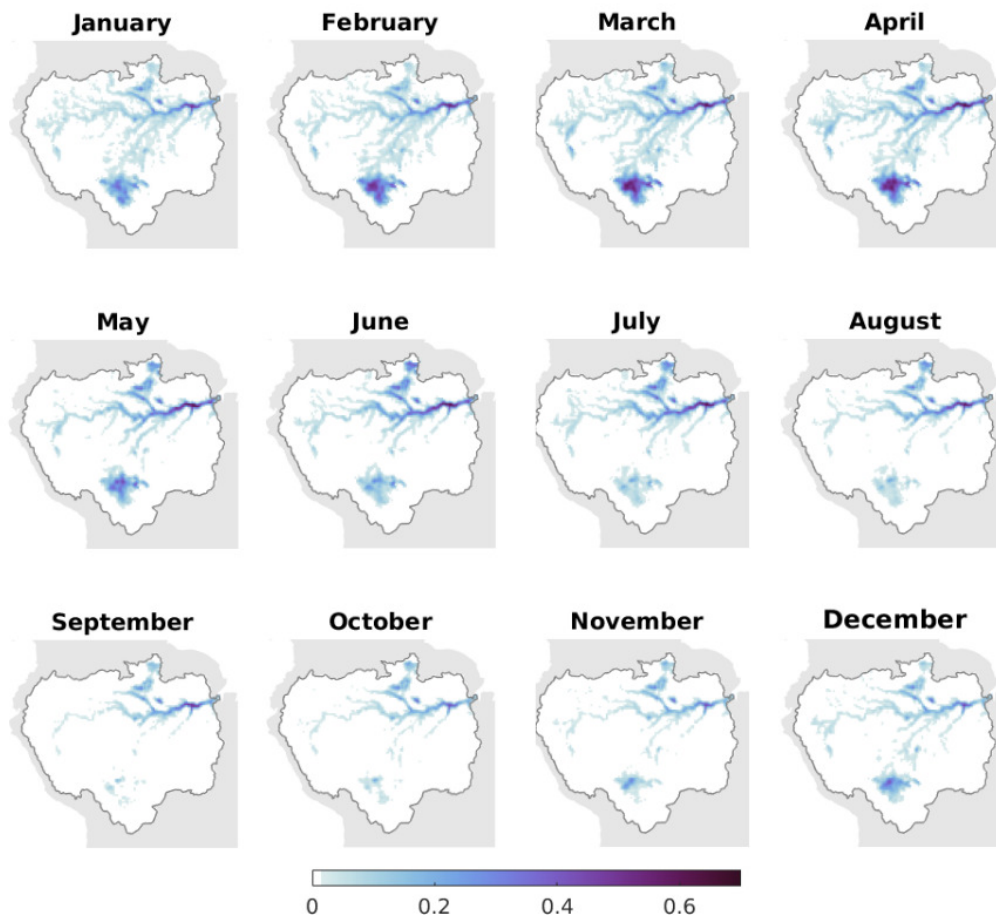 January February March April
May June July August
September October November December
0 0.2 0.4 0.6